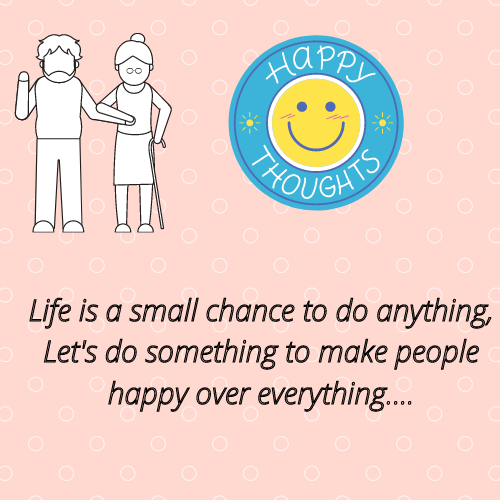 HAPPY
THOUGHTS
Life is a small chance to do anything,
Let's do something to make people
happy over everything....